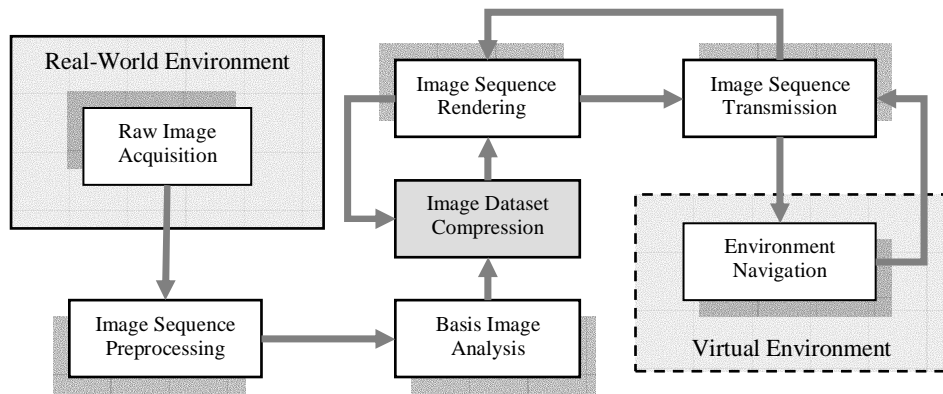 Real-World Environment
Raw Image
Acquisition
Image Sequence
Preprocessing
Basis Image
Analysis
Image Dataset
Compression
Image Sequence
Rendering
Image Sequence
Transmission
Environment
Navigation
Virtual Environment